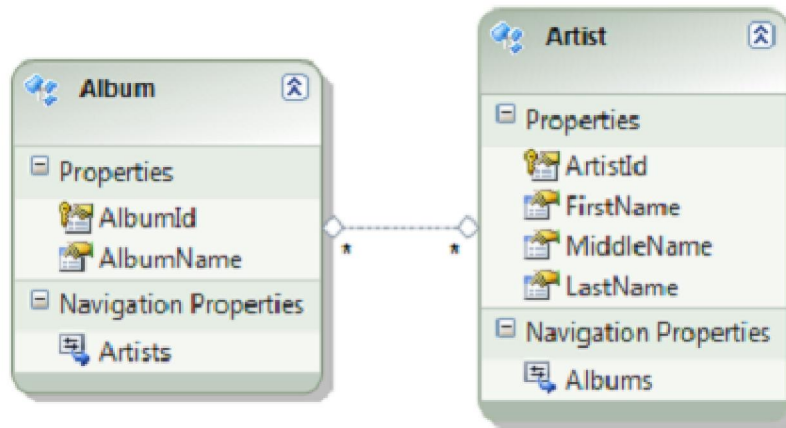 Album
Properties
AlbumId
AlbumName
Navigation Properties
Artists
*
*
Artist
Properties
ArtistId
FirstName
MiddleName
LastName
Navigation Properties
Albums